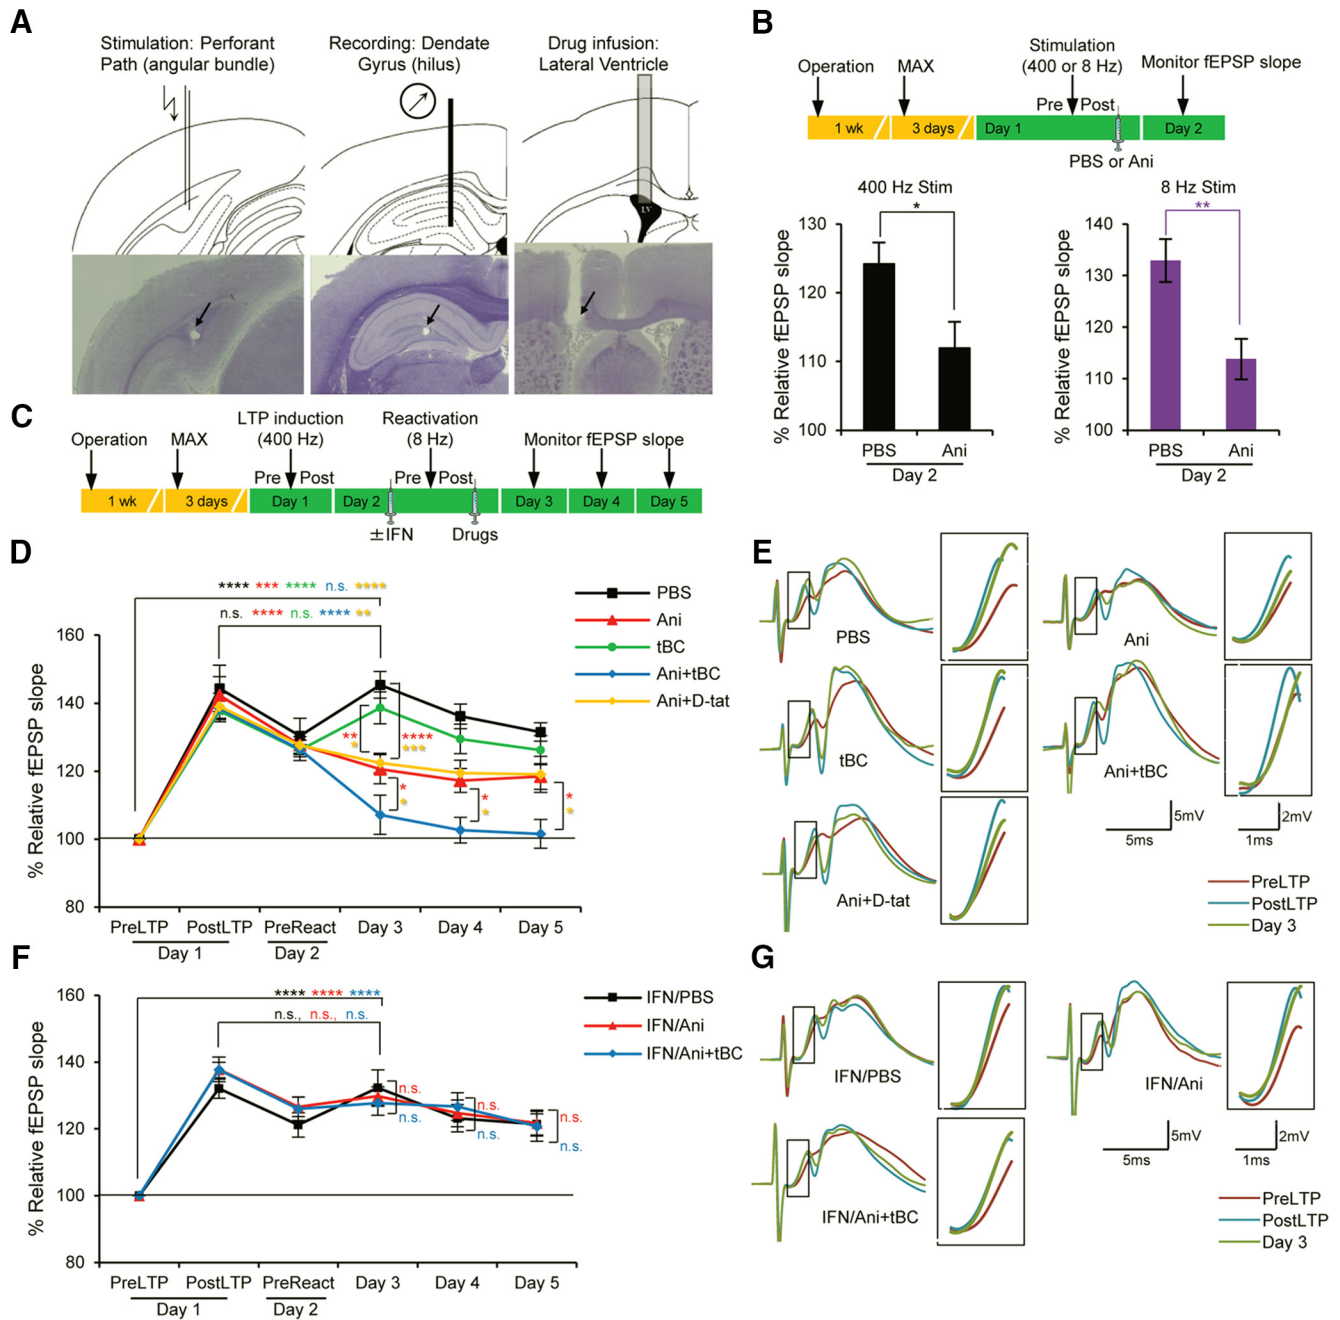 A
Stimulation: Perforant
Path (angular bundle)
Recording: Dendate
Gyrus (hilus)
Drug infusion:
Lateral Ventricle
LV
B
Operation
MAX
Stimulation
(400 or 8 Hz)
Monitor fEPSP slope
Pre
Post
1 wk
3 days
Day 1
Day 2
PBS or Ani
400 Hz Stim
% Relative fEPSP slope
130
120
110
100
*
PBS
Ani
Day 2
8 Hz Stim
% Relative fEPSP slope
140
130
120
110
100
**
PBS
Ani
Day 2
C
Operation
MAX
LTP induction
(400 Hz)
Reactivation
(8 Hz)
Monitor fEPSP slope
Pre
Post
Pre
Post
1 wk
3 days
Day 1
Day 2
Day 3
Day 4
Day 5
±IFN
Drugs
D
**** *** **** n.s. ****
n.s. **** n.s. **** **
% Relative fEPSP slope
160
140
120
100
80
**
*
****
***
*
*
*
*
*
*
PBS
Ani
tBC
Ani+tBC
Ani+D-tat
PreLTP
PostLTP
PreReact
Day 3
Day 4
Day 5
Day 1
Day 2
E
PBS
Ani
tBC
Ani+tBC
Ani+D-tat
5mV
5ms
2mV
1ms
PreLTP
PostLTP
Day 3
F
**** **** ****
n.s., n.s., n.s.
% Relative fEPSP slope
160
140
120
100
80
n.s.
n.s.
n.s.
n.s.
n.s.
n.s.
IFN/PBS
IFN/Ani
IFN/Ani+tBC
PreLTP
PostLTP
PreReact
Day 3
Day 4
Day 5
Day 1
Day 2
G
IFN/PBS
IFN/Ani
IFN/Ani+tBC
5mV
5ms
2mV
1ms
PreLTP
PostLTP
Day 3